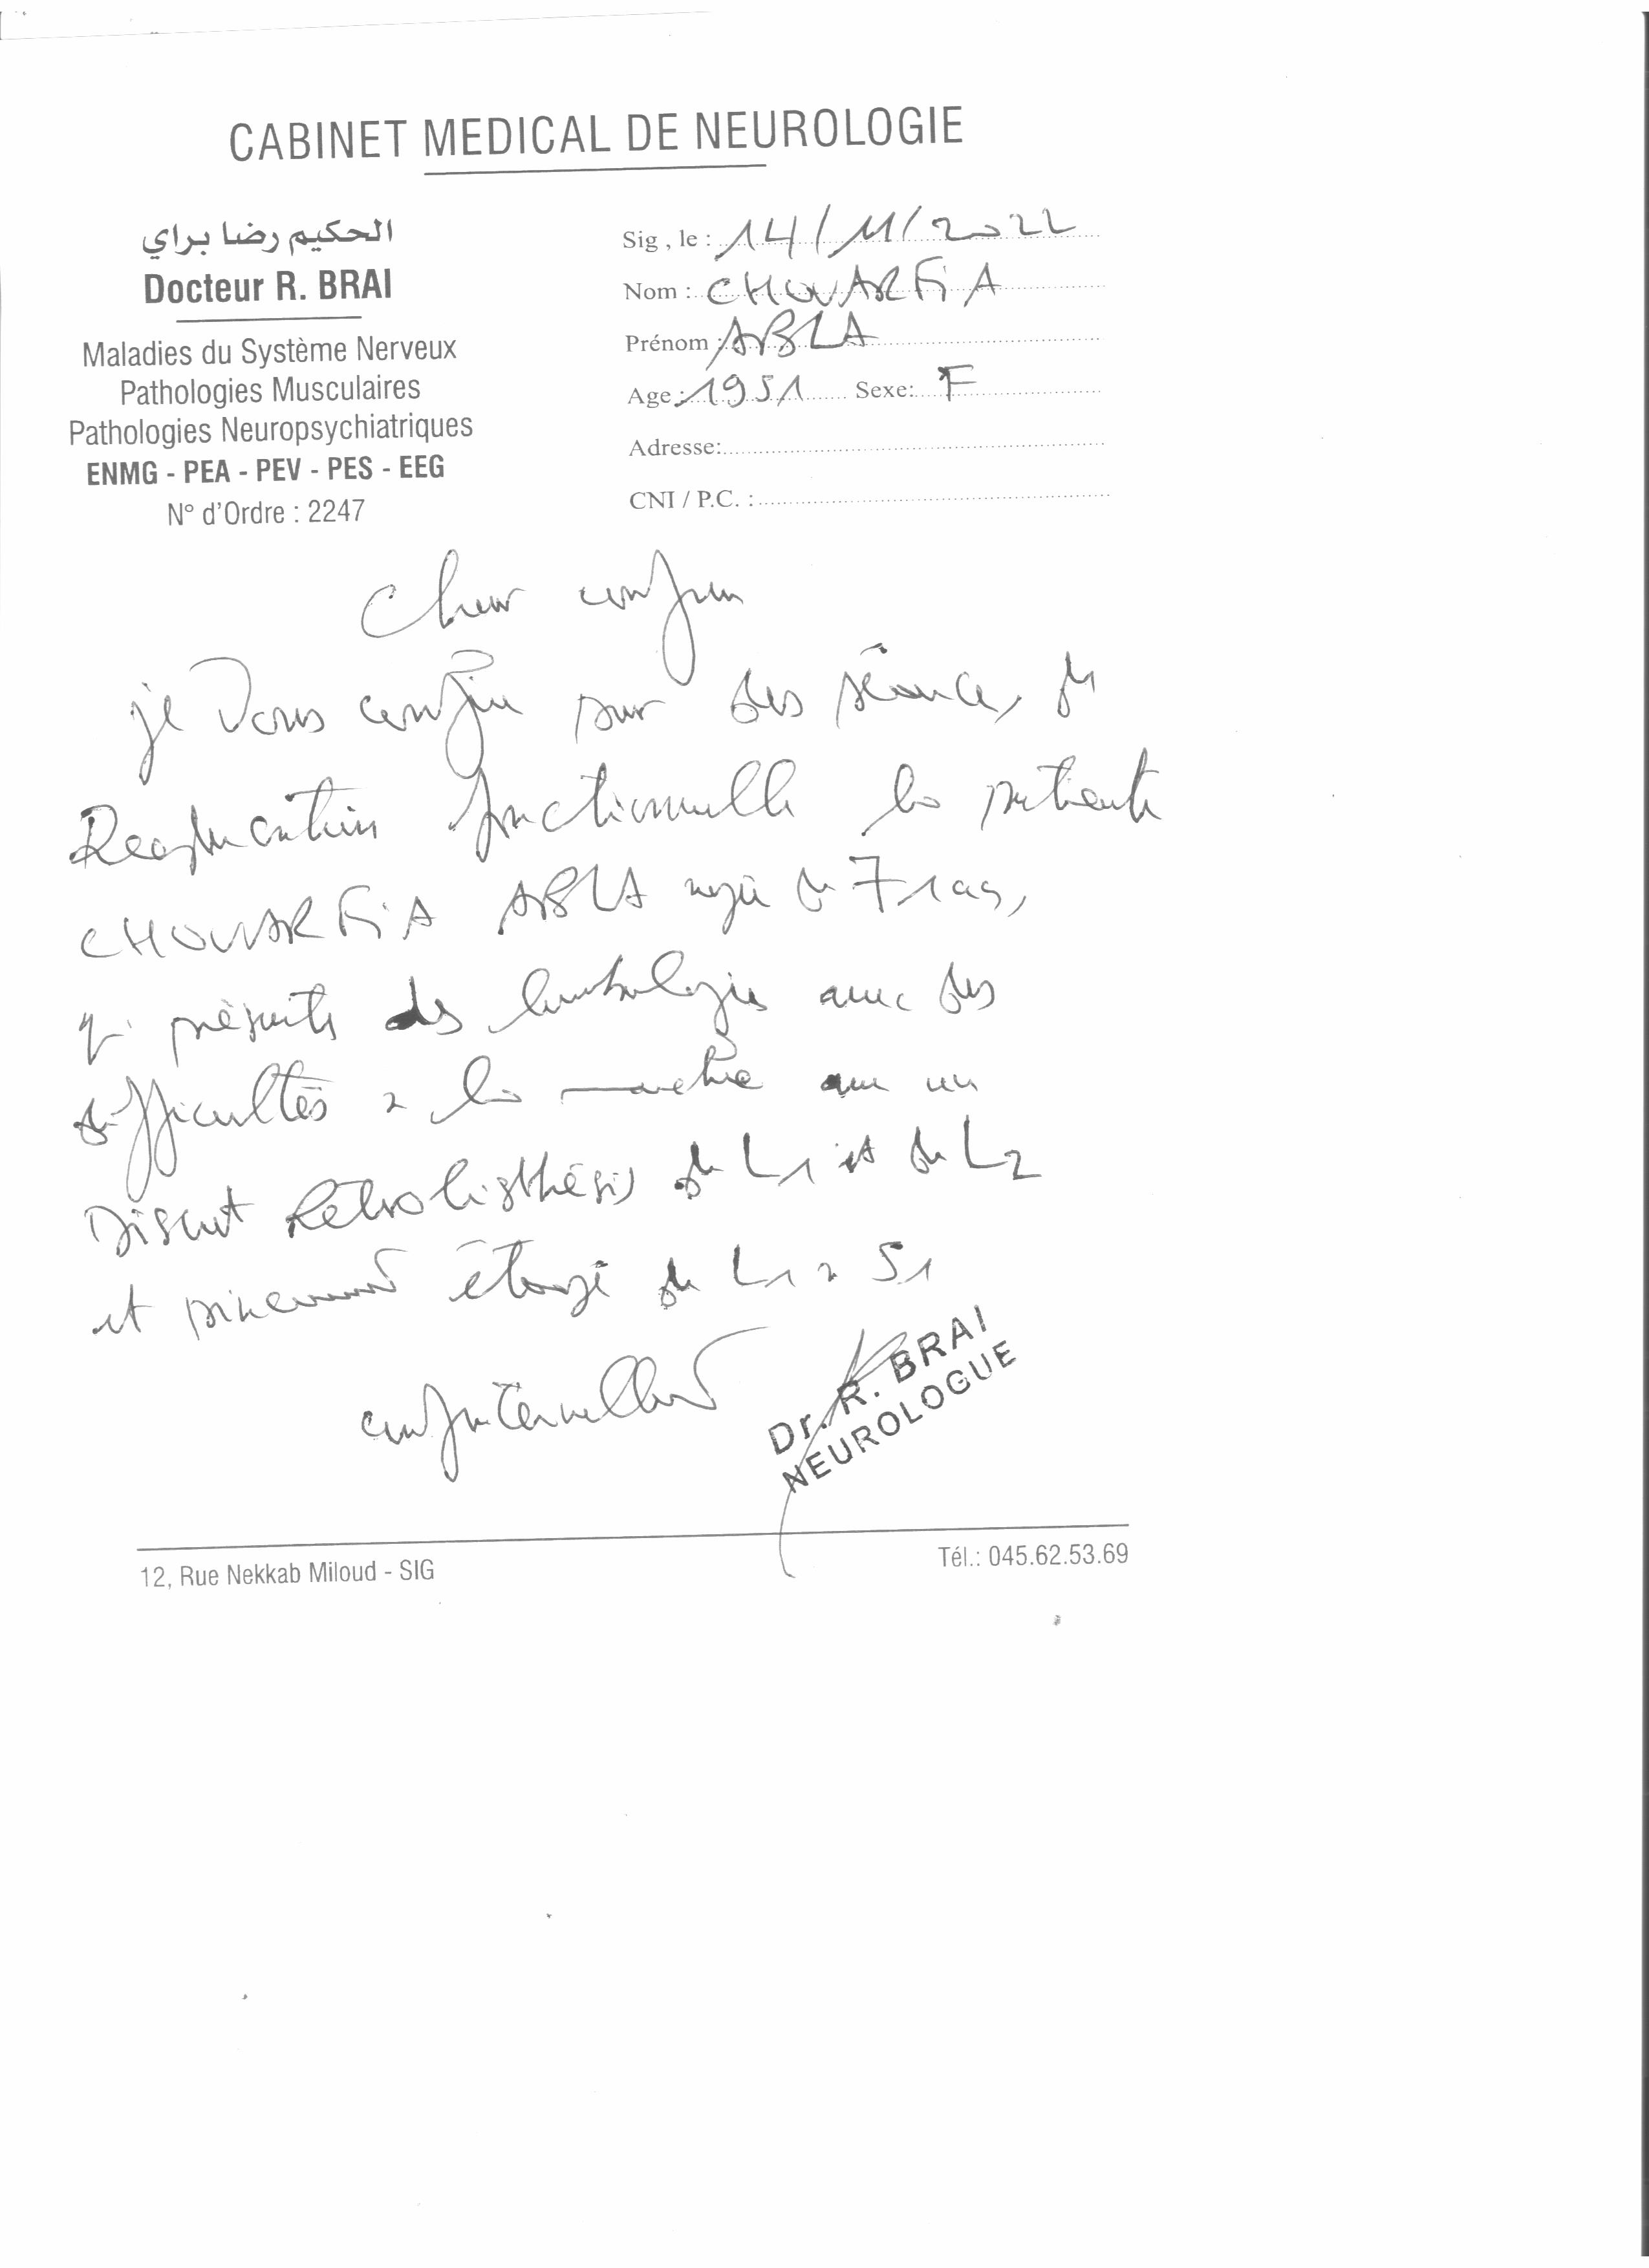 CABINET MEDICAL DE NEUROLOGIE
الحكيم رضا براي
Docteur R. BRAI
Maladies du Système Nerveux
Pathologies Musculaires
Pathologies Neuropsychiatriques
ENMG - PEA - PEV - PES - EEG
N° d'Ordre : 2247
Sig , le : 14/11/2022
Nom : CHOUARFIA
Prénom : ABLA
Age : 1951 Sexe: F
Adresse:
CNI / P.C. :
Cher confrère
je vous confie pour des séances de
Reeducation fonctionnelle la patiente
CHOUARFIA ABLA agée de 71 ans,
qui présente des lombalgies avec des
difficultés a la marche avec un
Discret Rétrolisthésis de L1 et de L2
et pincement étagé de L1 a S1
confraternellement
Dr. R. BRAI
NEUROLOGUE
12, Rue Nekkab Miloud - SIG
Tél.: 045.62.53.69